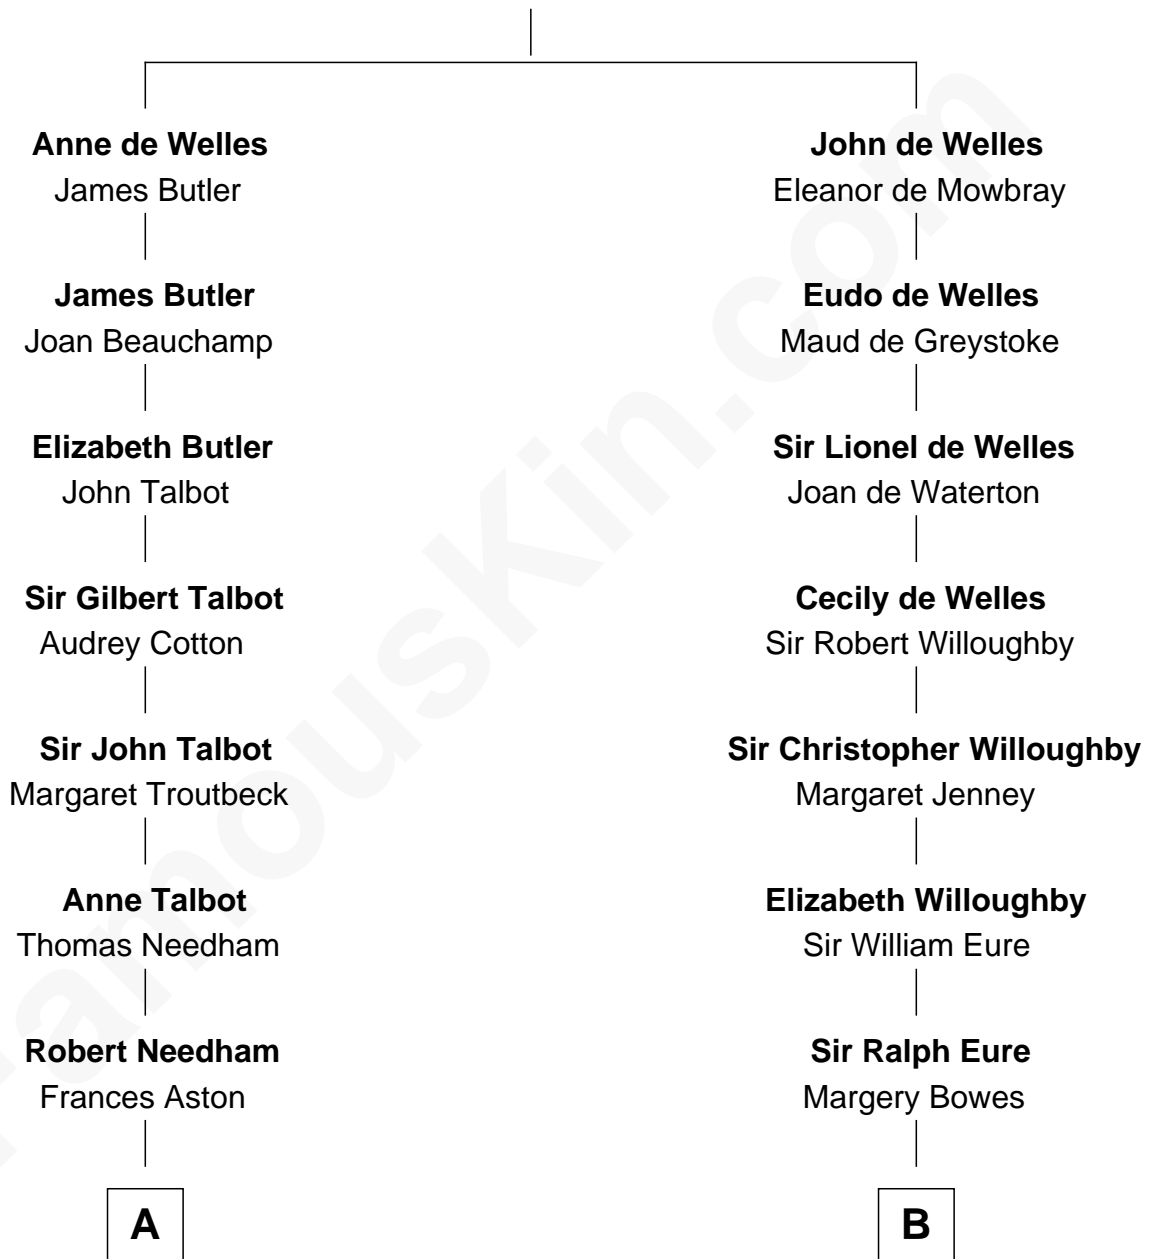 Anne de Welles
James Butler
James Butler
Joan Beauchamp
Elizabeth Butler
John Talbot
Sir Gilbert Talbot
Audrey Cotton
Sir John Talbot
Margaret Troutbeck
Anne Talbot
Thomas Needham
Robert Needham
Frances Aston
A
John de Welles
Eleanor de Mowbray
Eudo de Welles
Maud de Greystoke
Sir Lionel de Welles
Joan de Waterton
Cecily de Welles
Sir Robert Willoughby
Sir Christopher Willoughby
Margaret Jenney
Elizabeth Willoughby
Sir William Eure
Sir Ralph Eure
Margery Bowes
B
FamousKin.com